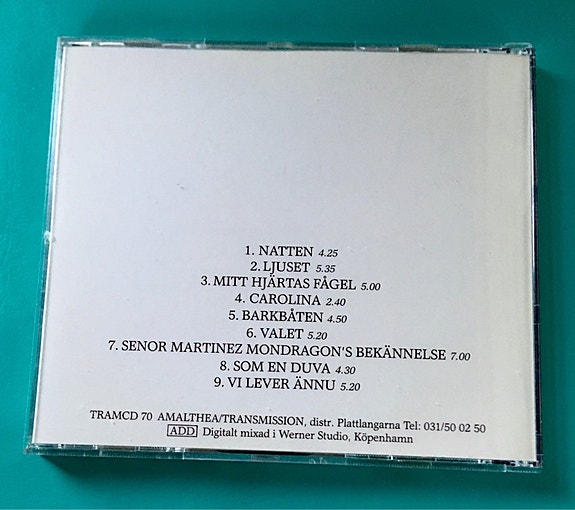 1. NATTEN 4.25
2. LJUSET 5.35
3. MITT HJÄRTAS FÅGEL 5.00
4. CAROLINA 2.40
5. BARKBÅTEN 4.50
6. VALET 5.20
7. SENOR MARTINEZ MONDRAGON'S BEKÄNNELSE 7.00
8. SOM EN DUVA 4.30
9. VI LEVER ÄNNU 5.20
TRAMCD 70 AMALTHEA/TRANSMISSION, distr. Plattlangarna Tel: 031/50 02 50
ADD Digitalt mixad i Werner Studio, Köpenhamn